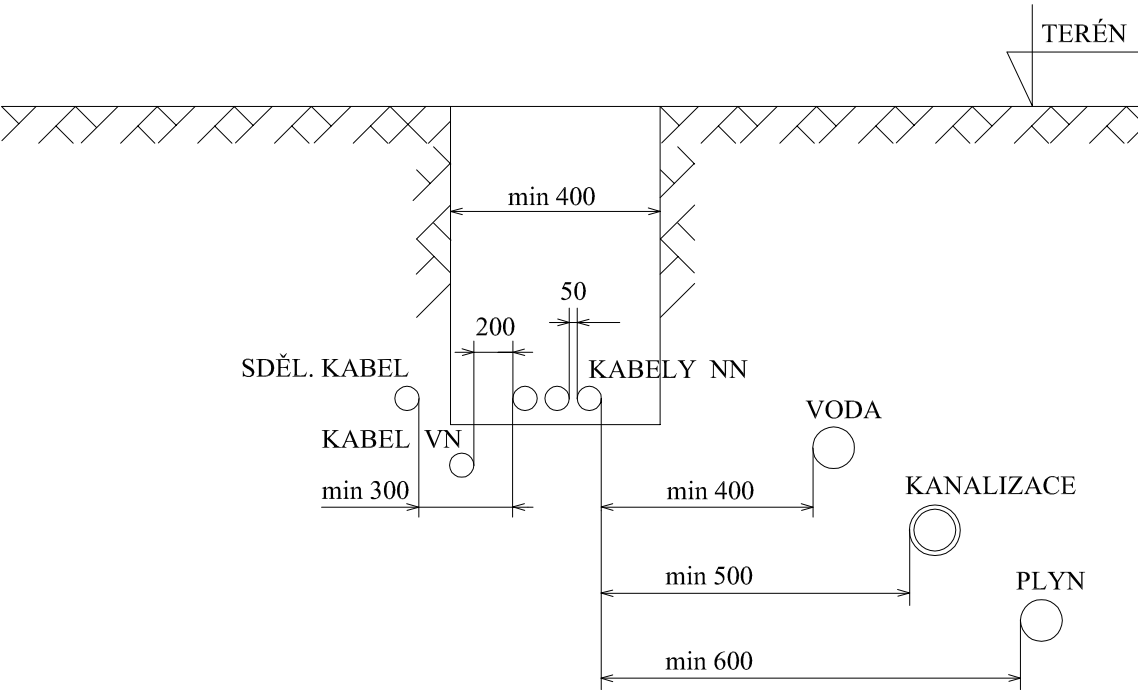 TERÉN
min 400
50
200
SDĚL. KABEL
KABELY NN
VODA
KABEL VN
min 300
min 400
KANALIZACE
min 500
PLYN
min 600